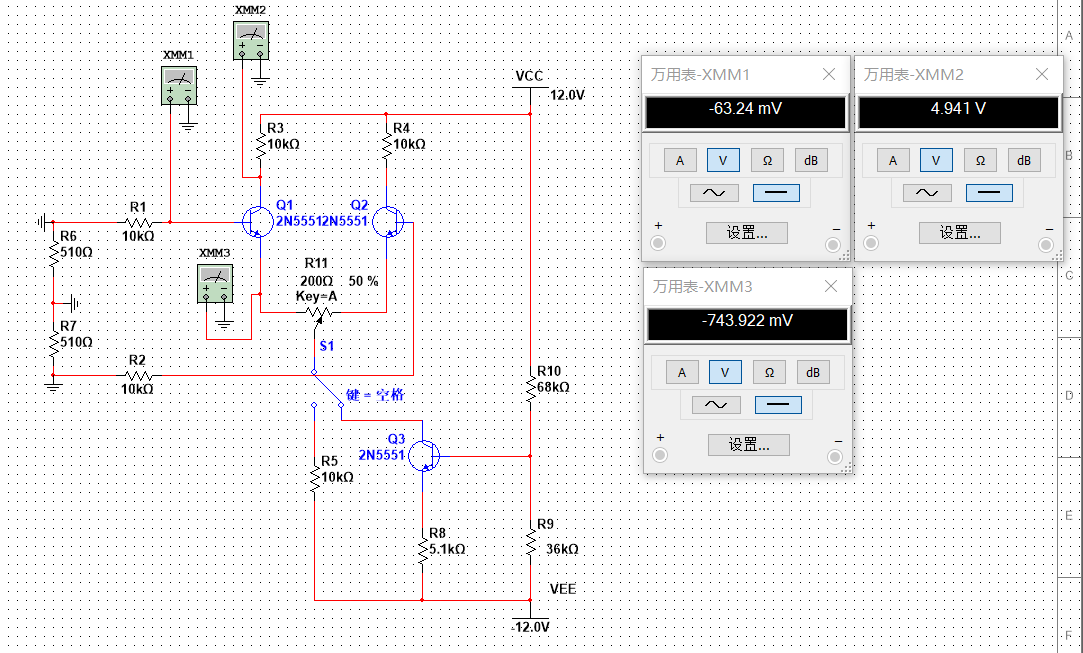 XMM2
XMM1
VCC
12.0V
R3
10kΩ
R4
10kΩ
Q1
2N5551
Q2
2N5551
R1
10kΩ
R6
510Ω
XMM3
R11
200Ω
50 %
Key=A
R7
510Ω
S1
R2
10kΩ
键 = 空格
R10
68kΩ
Q3
2N5551
R5
10kΩ
R8
5.1kΩ
R9
36kΩ
VEE
-12.0V
万用表-XMM1
-63.24 mV
A V Ω dB
+ 设置... −
万用表-XMM2
4.941 V
A V Ω dB
+ 设置... −
万用表-XMM3
-743.922 mV
A V Ω dB
+ 设置... −
A
B
C
D
E
F